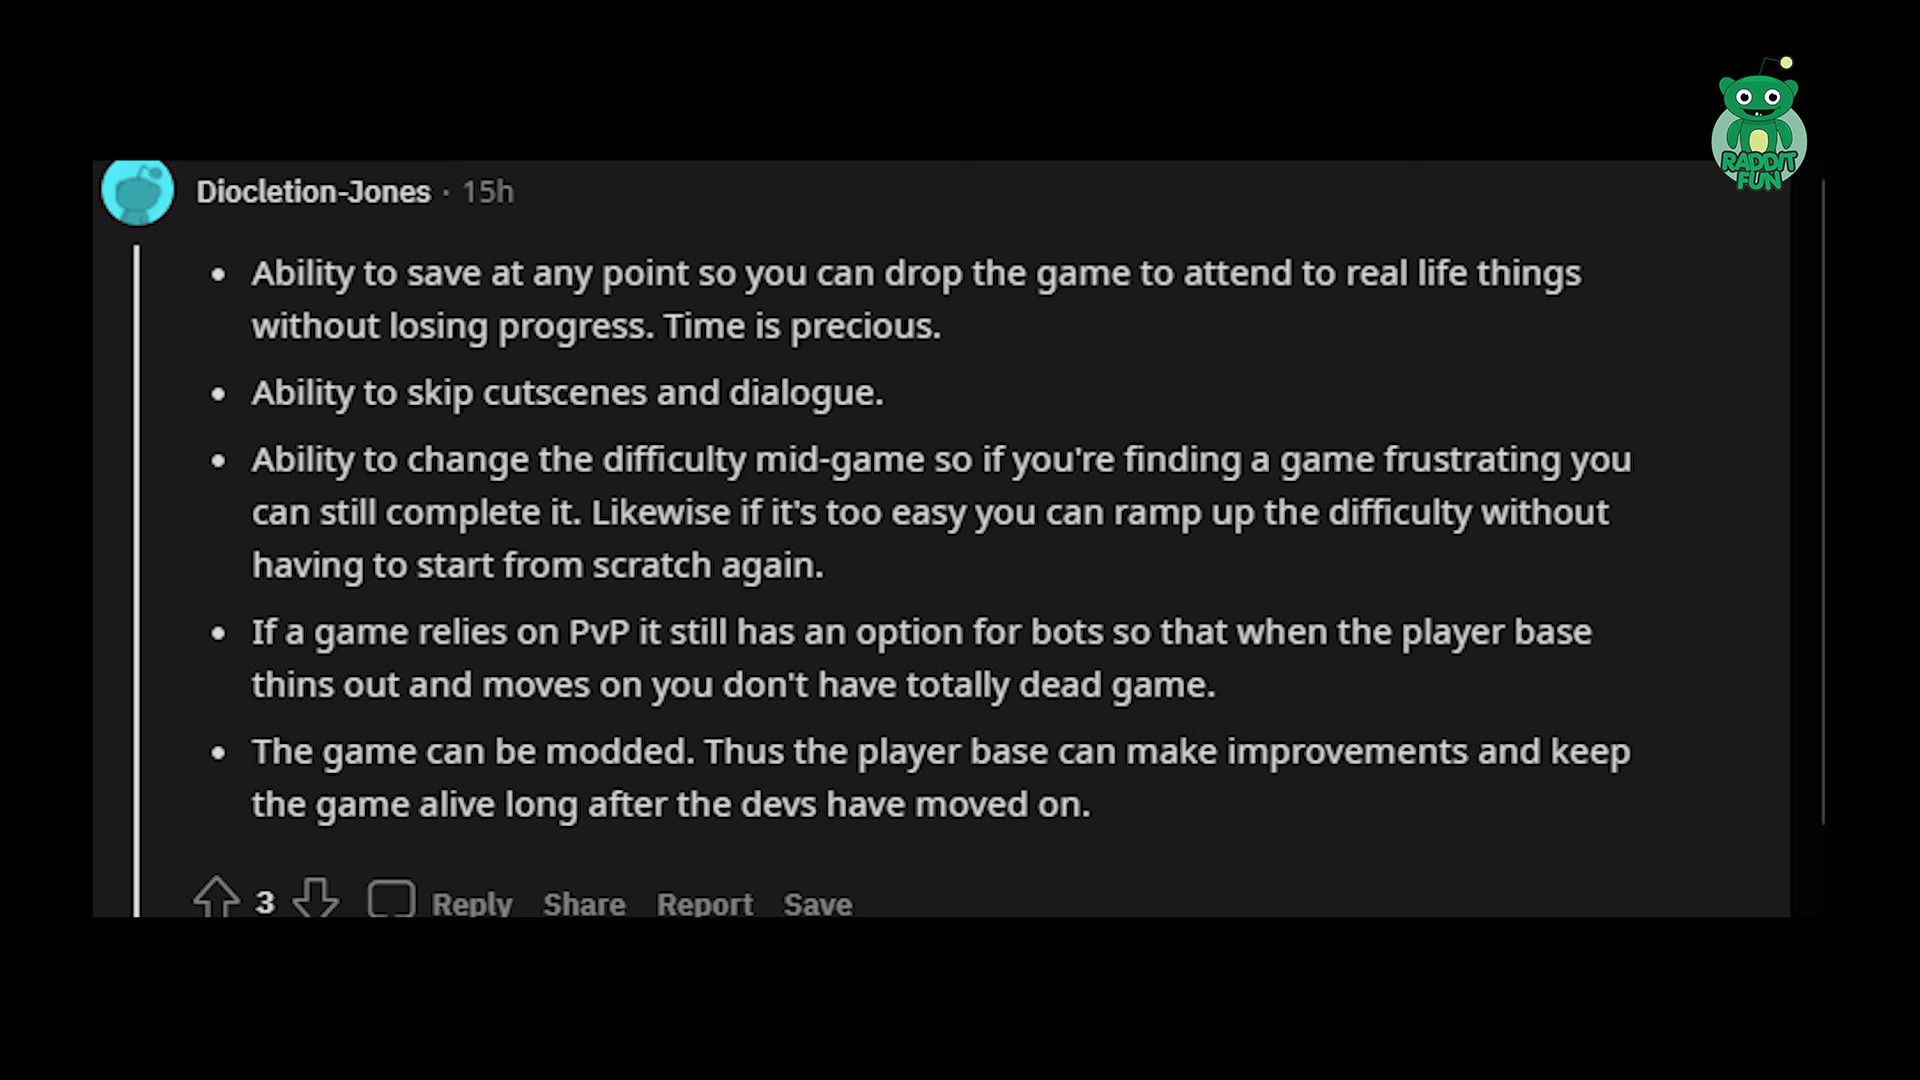 RADDIT
FUN
Diocletion-Jones · 15h
• Ability to save at any point so you can drop the game to attend to real life things
without losing progress. Time is precious.
• Ability to skip cutscenes and dialogue.
• Ability to change the difficulty mid-game so if you're finding a game frustrating you
can still complete it. Likewise if it's too easy you can ramp up the difficulty without
having to start from scratch again.
• If a game relies on PvP it still has an option for bots so that when the player base
thins out and moves on you don't have totally dead game.
• The game can be modded. Thus the player base can make improvements and keep
the game alive long after the devs have moved on.
3 Reply Share Report Save